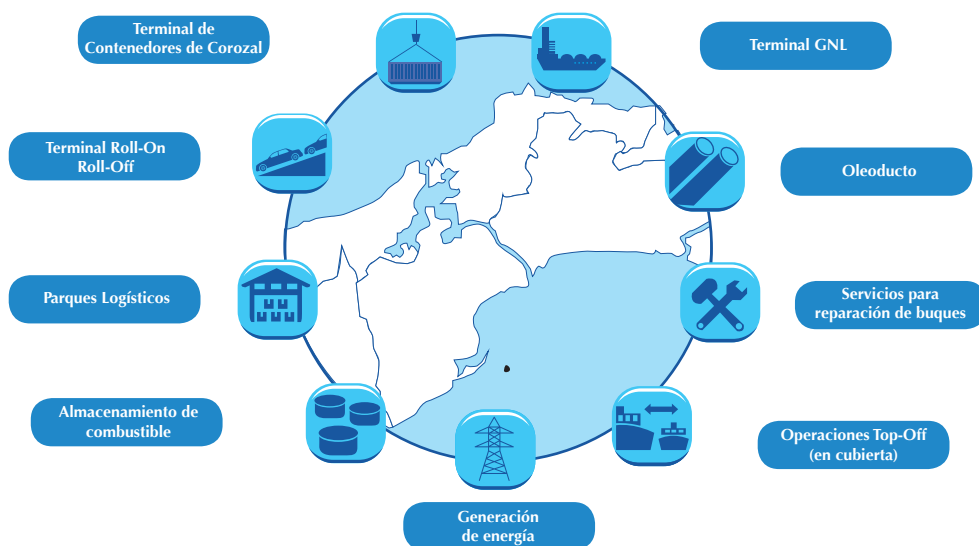 Terminal de
Contenedores de Corozal
Terminal GNL
Terminal Roll-On
Roll-Off
Oleoducto
Parques Logísticos
Servicios para
reparación de buques
Almacenamiento de
combustible
Operaciones Top-Off
(en cubierta)
Generación
de energía